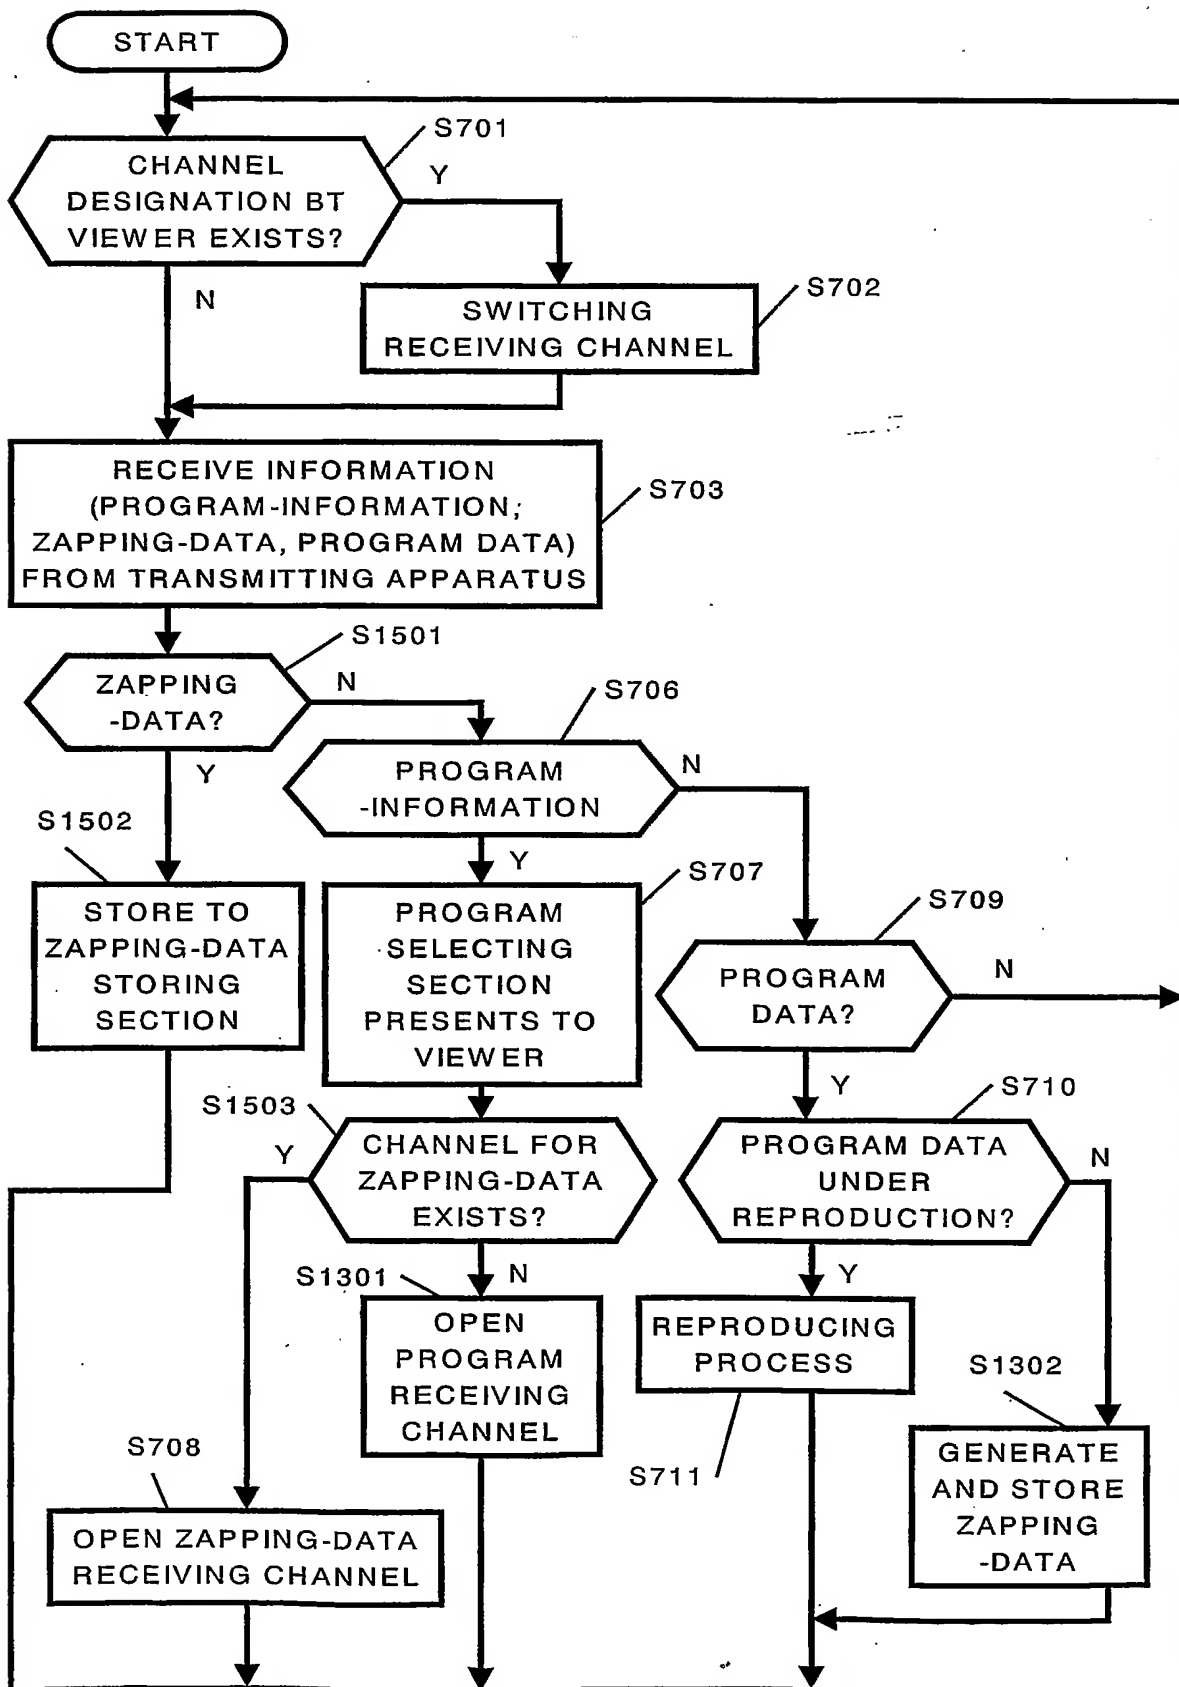 START
S701
CHANNEL
DESIGNATION BT
VIEWER EXISTS?
Y
N
S702
SWITCHING
RECEIVING CHANNEL
RECEIVE INFORMATION
(PROGRAM-INFORMATION;
ZAPPING-DATA, PROGRAM DATA)
FROM TRANSMITTING APPARATUS
S703
S1501
ZAPPING
-DATA?
N
Y
S706
PROGRAM
-INFORMATION
N
Y
S1502
STORE TO
ZAPPING-DATA
STORING
SECTION
S707
PROGRAM
SELECTING
SECTION
PRESENTS TO
VIEWER
S709
PROGRAM
DATA?
N
Y
S1503
CHANNEL FOR
ZAPPING-DATA
EXISTS?
Y
N
S710
PROGRAM DATA
UNDER
REPRODUCTION?
N
Y
S1301
OPEN
PROGRAM
RECEIVING
CHANNEL
REPRODUCING
PROCESS
S711
S1302
GENERATE
AND STORE
ZAPPING
-DATA
S708
OPEN ZAPPING-DATA
RECEIVING CHANNEL